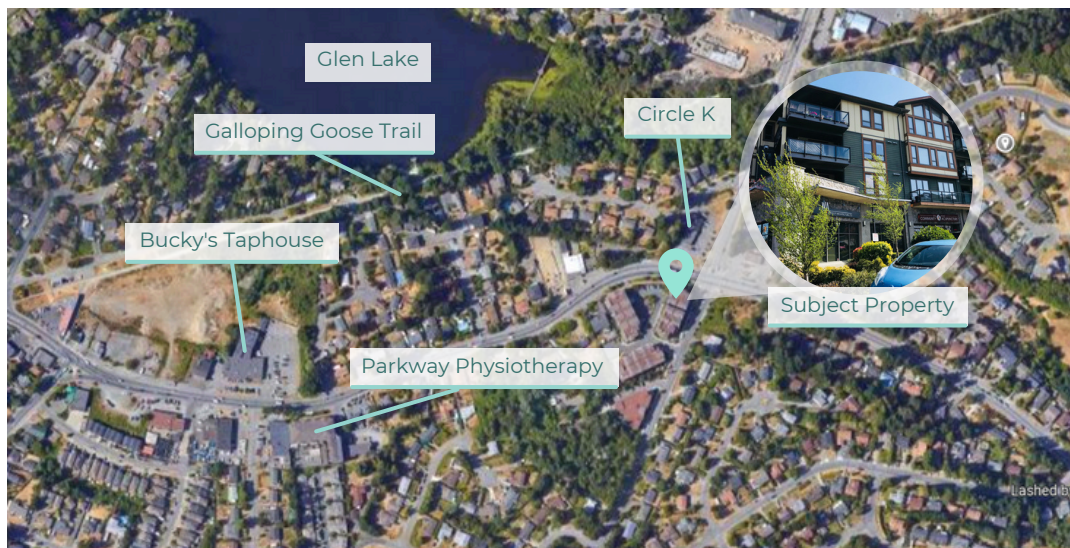 Glen Lake
Circle K
Galloping Goose Trail
Bucky's Taphouse
Subject Property
Parkway Physiotherapy
Lashed b